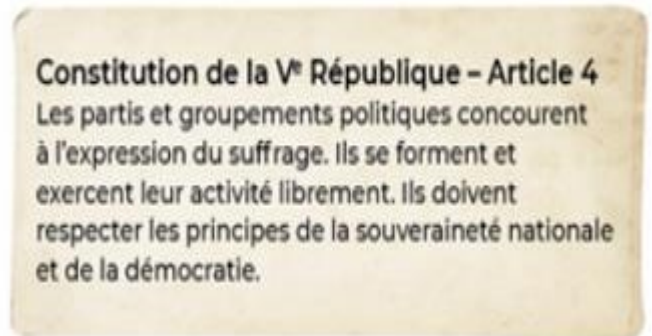 Constitution de la Vᵉ République – Article 4
Les partis et groupements politiques concourent
à l'expression du suffrage. Ils se forment et
exercent leur activité librement. Ils doivent
respecter les principes de la souveraineté nationale
et de la démocratie.